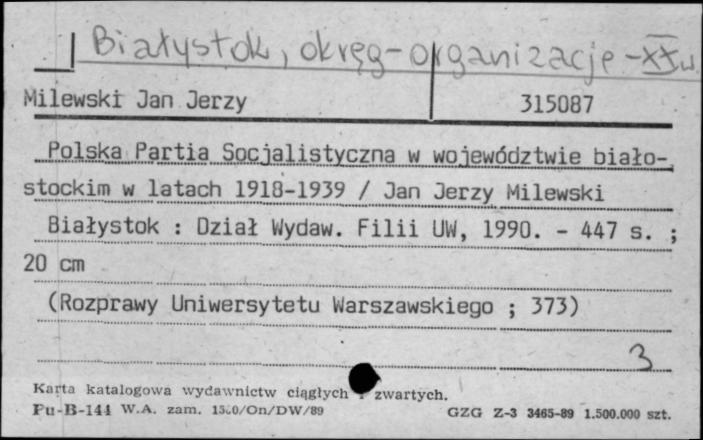 Białystok, okręg - organizacje - XX w.
Milewski Jan Jerzy 315087
Polska Partia Socjalistyczna w województwie biało-
stockim w latach 1918-1939 / Jan Jerzy Milewski
Białystok : Dział Wydaw. Filii UW, 1990. - 447 s. ;
20 cm
(Rozprawy Uniwersytetu Warszawskiego ; 373)
3
Karta katalogowa wydawnictw ciągłych i zwartych.
Pu-B-144 W.A. zam. /On/DW/89 GZG Z-3 3465-89 1.500.000 szt.